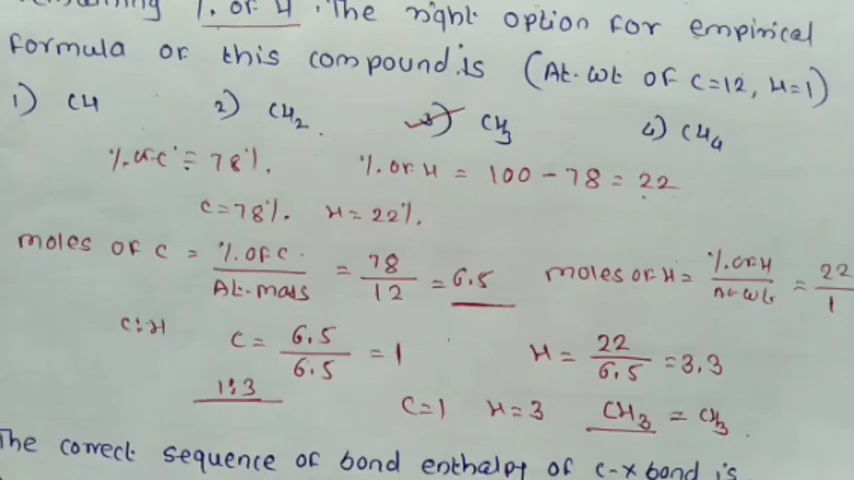 remaining %. of H. The right option for empirical
formula of this compound is (At. wt of C=12, H=1)
1) CH 2) CH2. 3) CH3 4) CH4
%. of C = 78%. %. of H = 100 - 78 = 22
C=78%. H=22%.
moles of C = %. of C / At. mass = 78 / 12 = 6.5 moles of H = %. of H / At. wt = 22 / 1
C:H C = 6.5 / 6.5 = 1 H = 22 / 6.5 = 3.3
1:3
C=1 H=3 CH3 = CH3.
The correct sequence of bond enthalpy of C-X bond is